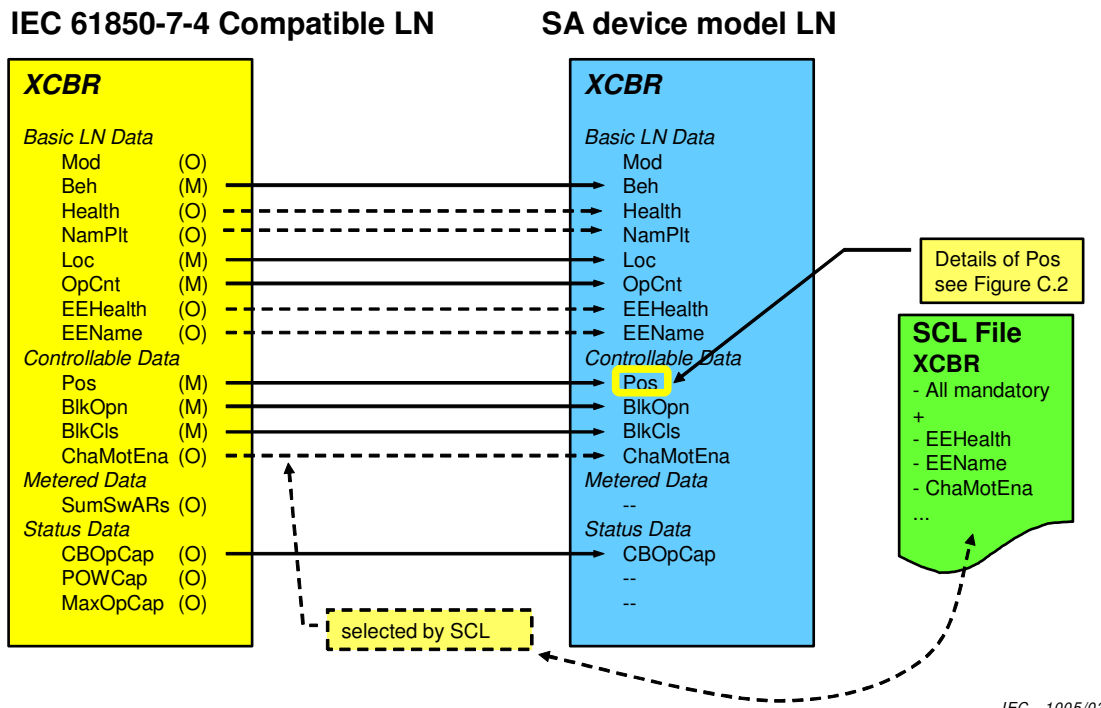 IEC 61850-7-4 Compatible LN
SA device model LN
XCBR
Basic LN Data
Mod (O)
Beh (M)
Health (O)
NamPlt (O)
Loc (M)
OpCnt (M)
EEHealth (O)
EEName (O)
Controllable Data
Pos (M)
BlkOpn (M)
BlkCls (M)
ChaMotEna (O)
Metered Data
SumSwARs (O)
Status Data
CBOpCap (O)
POWCap (O)
MaxOpCap (O)
XCBR
Basic LN Data
Mod
Beh
Health
NamPlt
Loc
OpCnt
EEHealth
EEName
Controllable Data
Pos
BlkOpn
BlkCls
ChaMotEna
Metered Data
--
Status Data
CBOpCap
--
--
Details of Pos
see Figure C.2
SCL File
XCBR
- All mandatory
+
- EEHealth
- EEName
- ChaMotEna
...
selected by SCL
IEC